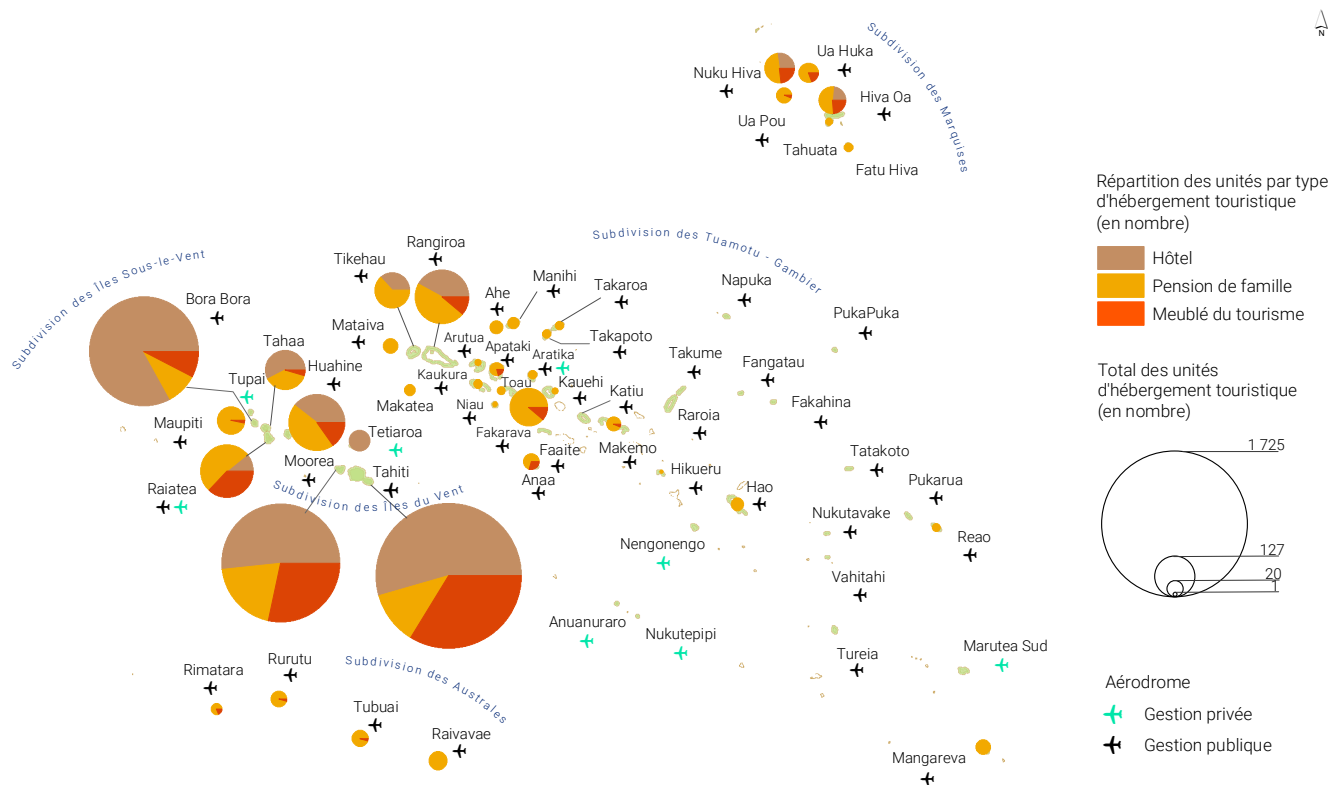 N
Subdivision des Marquises
Ua Huka
Nuku Hiva
Hiva Oa
Ua Pou
Tahuata
Fatu Hiva
Répartition des unités par type
d'hébergement touristique
(en nombre)
Hôtel
Pension de famille
Meublé du tourisme
Total des unités
d'hébergement touristique
(en nombre)
1 725
127
20
1
Aérodrome
Gestion privée
Gestion publique
Subdivision des Tuamotu - Gambier
Rangiroa
Tikehau
Manihi
Ahe
Takaroa
Napuka
Mataiva
Arutua
Takapoto
PukaPuka
Apataki
Aratika
Takume
Fangatau
Kaukura
Toau
Kauehi
Katiu
Makatea
Niau
Raroia
Fakahina
Fakarava
Faaite
Makemo
Anaa
Hikueru
Tatakoto
Hao
Pukarua
Nukutavake
Reao
Nengonengo
Vahitahi
Anuanuraro
Nukutepipi
Tureia
Marutea Sud
Mangareva
Subdivision des Îles Sous-le-Vent
Bora Bora
Tahaa
Huahine
Tupai
Maupiti
Raiatea
Tetiaroa
Moorea
Tahiti
Subdivision des Îles du Vent
Subdivision des Australes
Rimatara
Rurutu
Tubuai
Raivavae